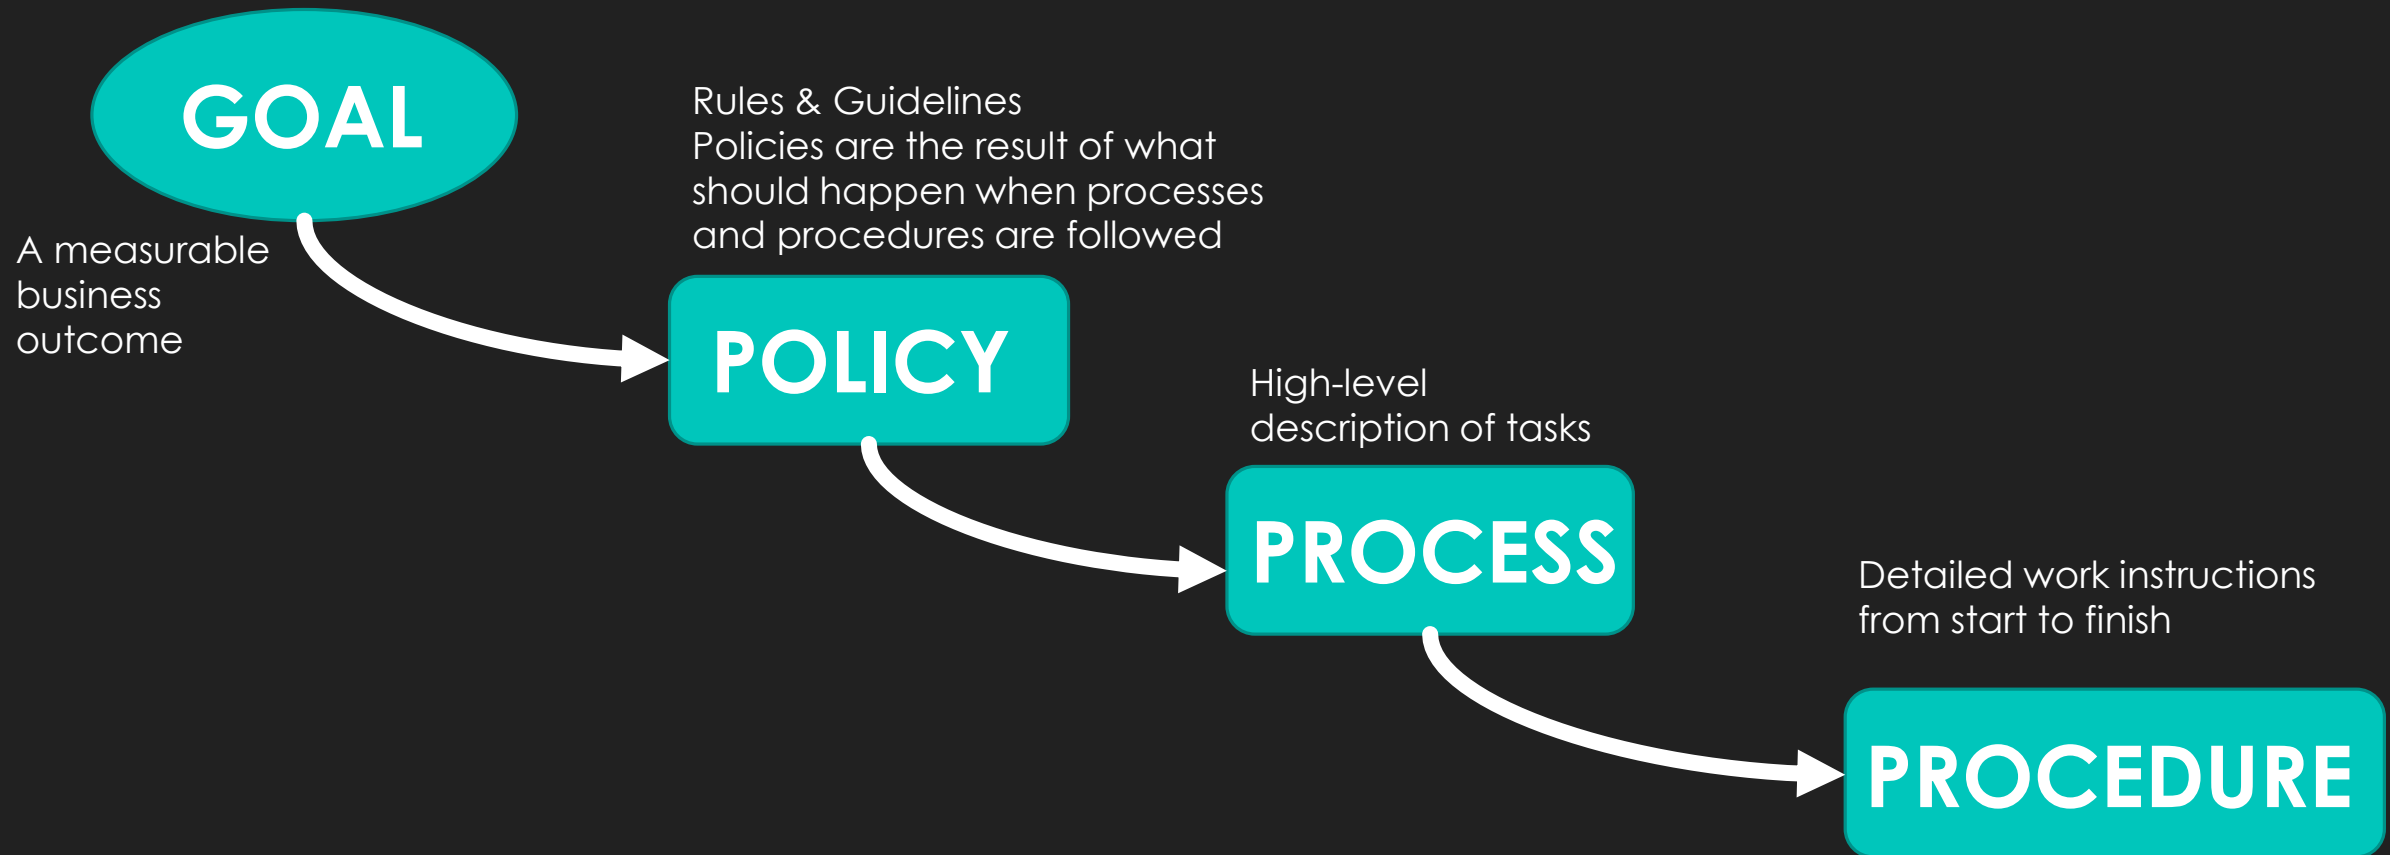 GOAL
A measurable
business
outcome
Rules & Guidelines
Policies are the result of what
should happen when processes
and procedures are followed
POLICY
High-level
description of tasks
PROCESS
Detailed work instructions
from start to finish
PROCEDURE